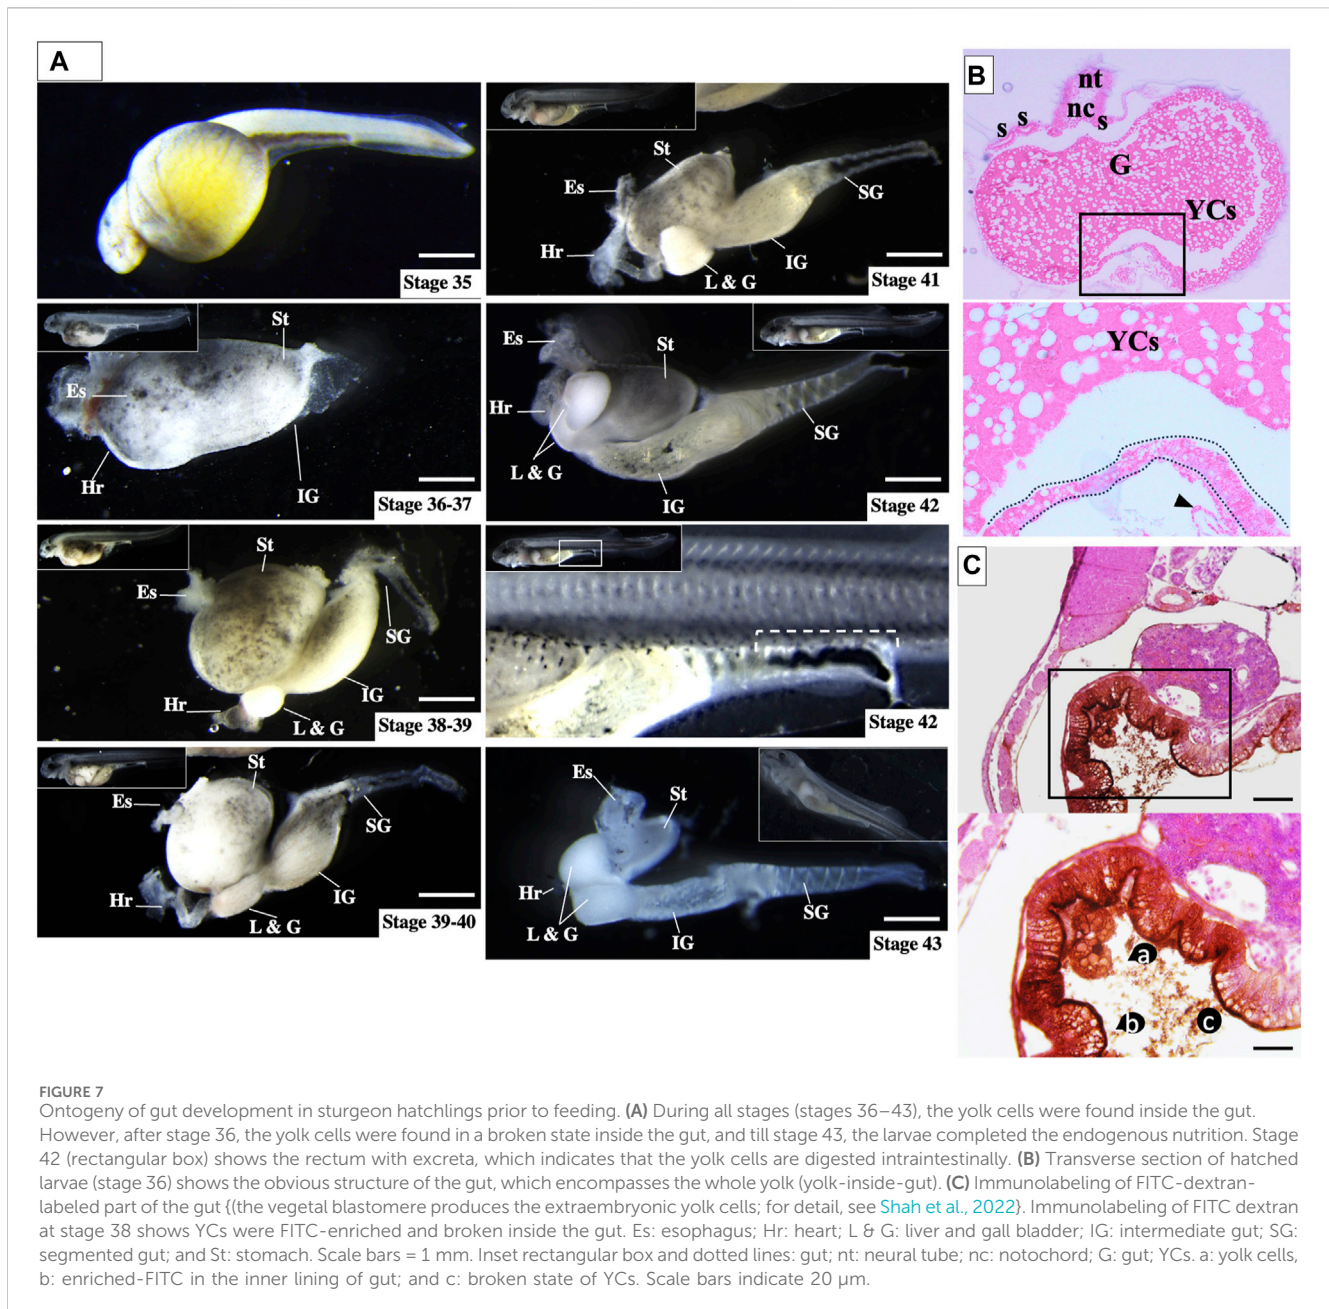 A
Stage 35
St
Es
SG
Hr
IG
L & G
Stage 41
St
Es
Hr
IG
Stage 36-37
Es
St
Hr
SG
L & G
IG
Stage 42
St
Es
SG
Hr
IG
L & G
Stage 38-39
Stage 42
St
Es
SG
Hr
IG
L & G
Stage 39-40
Es
St
Hr
SG
L & G
IG
Stage 43
B
nt
s
s
nc
s
G
YCs
YCs
C
a
b
c
FIGURE 7
Ontogeny of gut development in sturgeon hatchlings prior to feeding. (A) During all stages (stages 36–43), the yolk cells were found inside the gut.
However, after stage 36, the yolk cells were found in a broken state inside the gut, and till stage 43, the larvae completed the endogenous nutrition. Stage
42 (rectangular box) shows the rectum with excreta, which indicates that the yolk cells are digested intraintestinally. (B) Transverse section of hatched
larvae (stage 36) shows the obvious structure of the gut, which encompasses the whole yolk (yolk-inside-gut). (C) Immunolabeling of FITC-dextran-
labeled part of the gut {(the vegetal blastomere produces the extraembryonic yolk cells; for detail, see Shah et al., 2022}. Immunolabeling of FITC dextran
at stage 38 shows YCs were FITC-enriched and broken inside the gut. Es: esophagus; Hr: heart; L & G: liver and gall bladder; IG: intermediate gut; SG:
segmented gut; and St: stomach. Scale bars = 1 mm. Inset rectangular box and dotted lines: gut; nt: neural tube; nc: notochord; G: gut; YCs. a: yolk cells,
b: enriched-FITC in the inner lining of gut; and c: broken state of YCs. Scale bars indicate 20 μm.